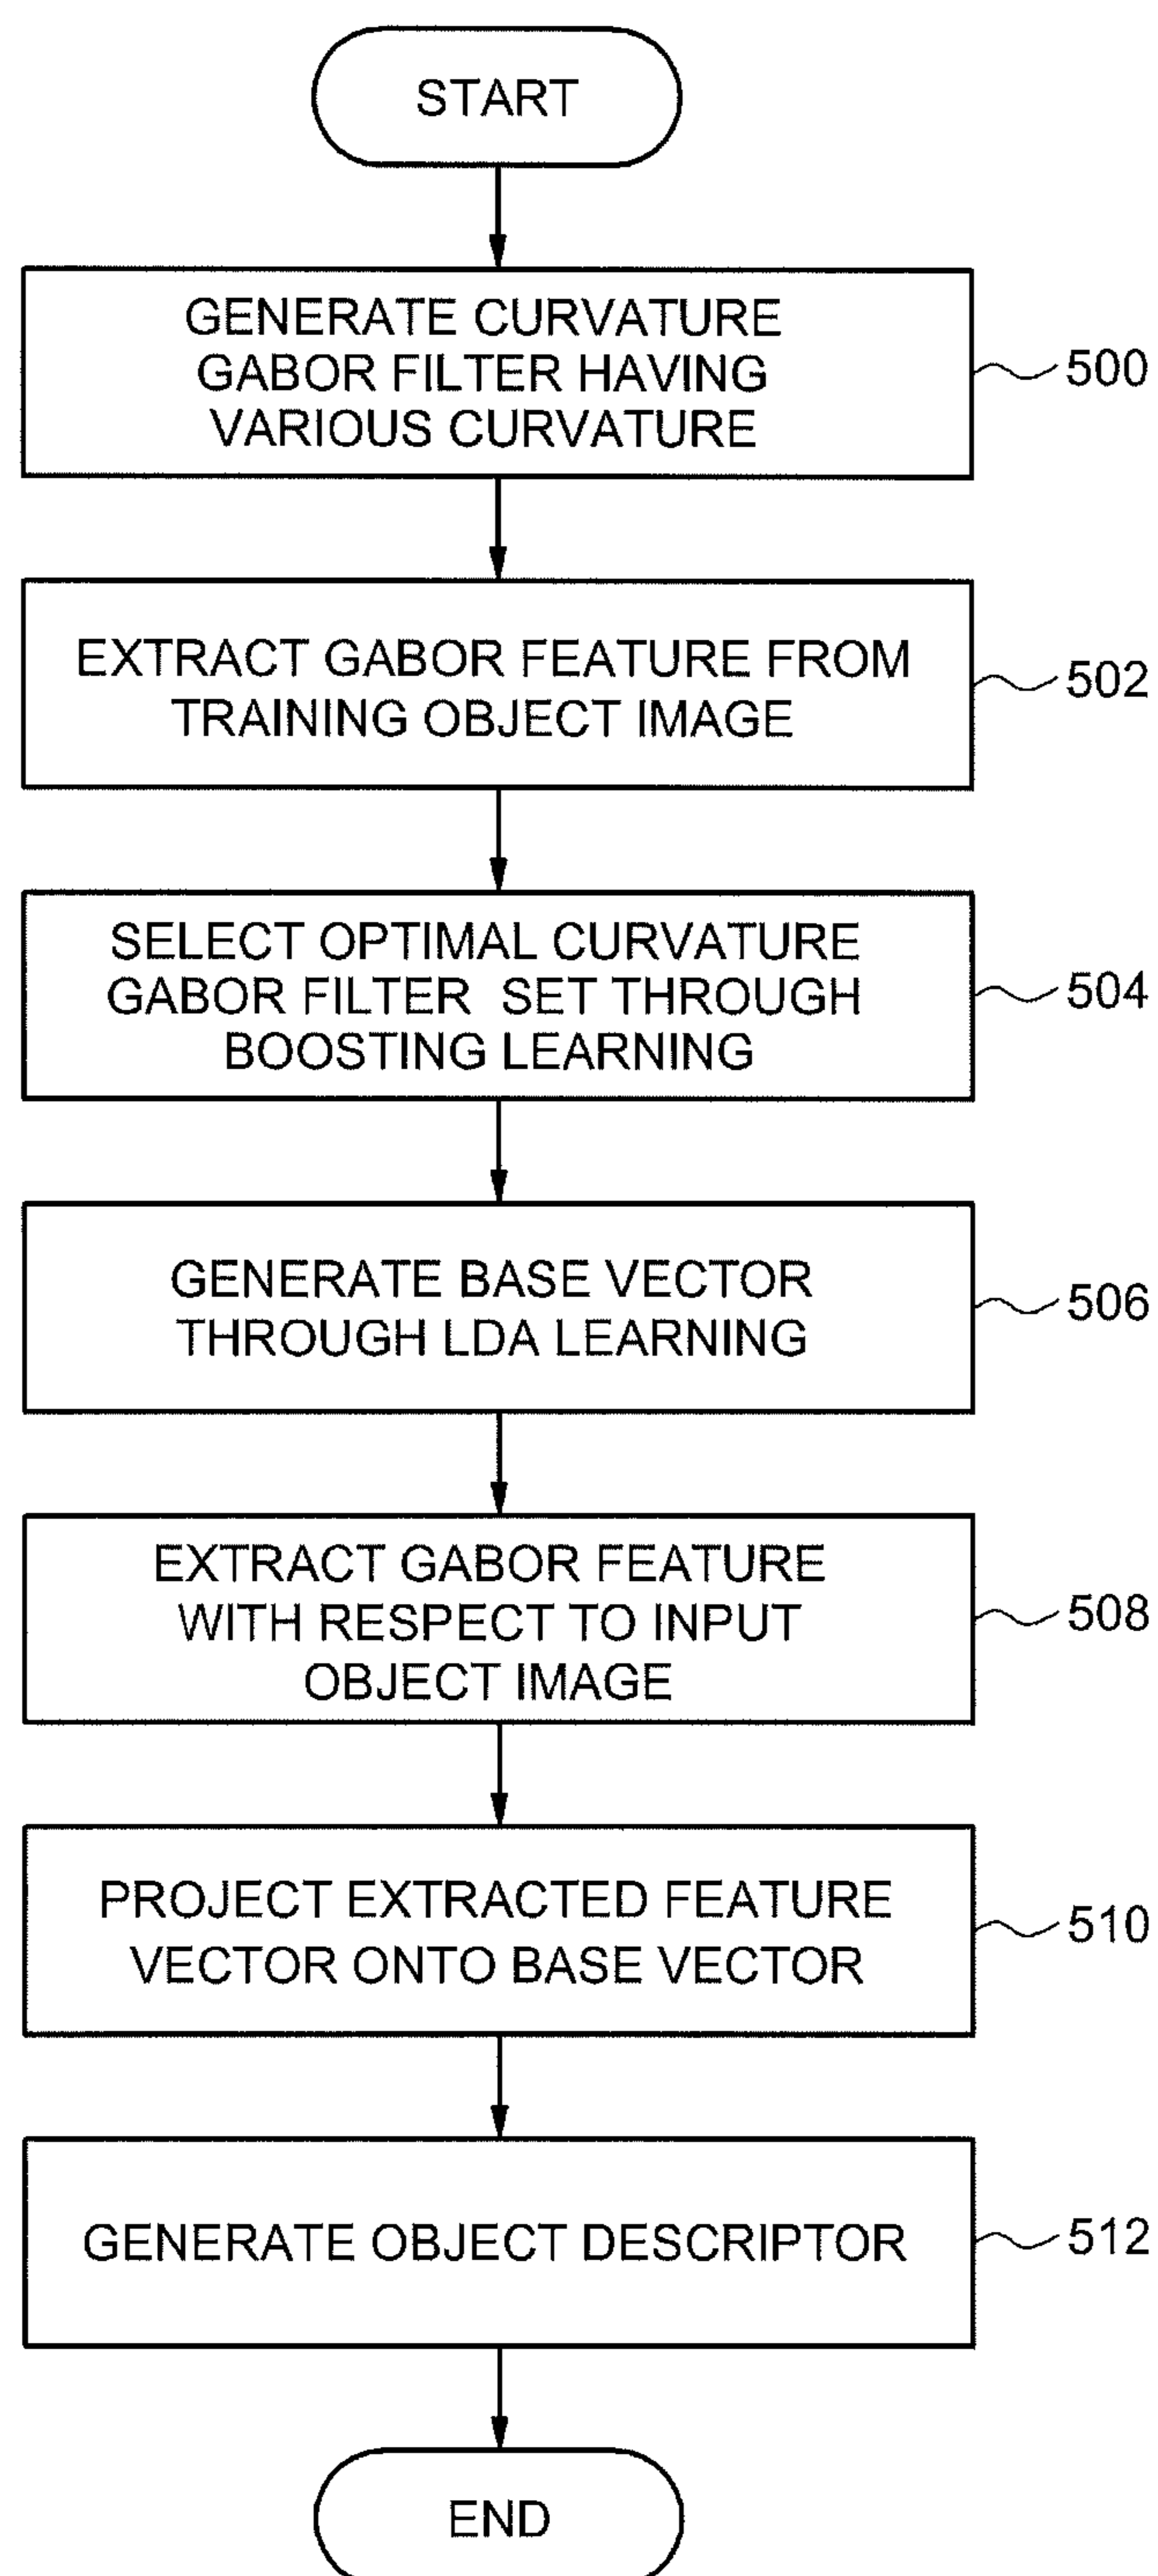 START
GENERATE CURVATURE
GABOR FILTER HAVING
VARIOUS CURVATURE
500
EXTRACT GABOR FEATURE FROM
TRAINING OBJECT IMAGE
502
SELECT OPTIMAL CURVATURE
GABOR FILTER SET THROUGH
BOOSTING LEARNING
504
GENERATE BASE VECTOR
THROUGH LDA LEARNING
506
EXTRACT GABOR FEATURE
WITH RESPECT TO INPUT
OBJECT IMAGE
508
PROJECT EXTRACTED FEATURE
VECTOR ONTO BASE VECTOR
510
GENERATE OBJECT DESCRIPTOR
512
END